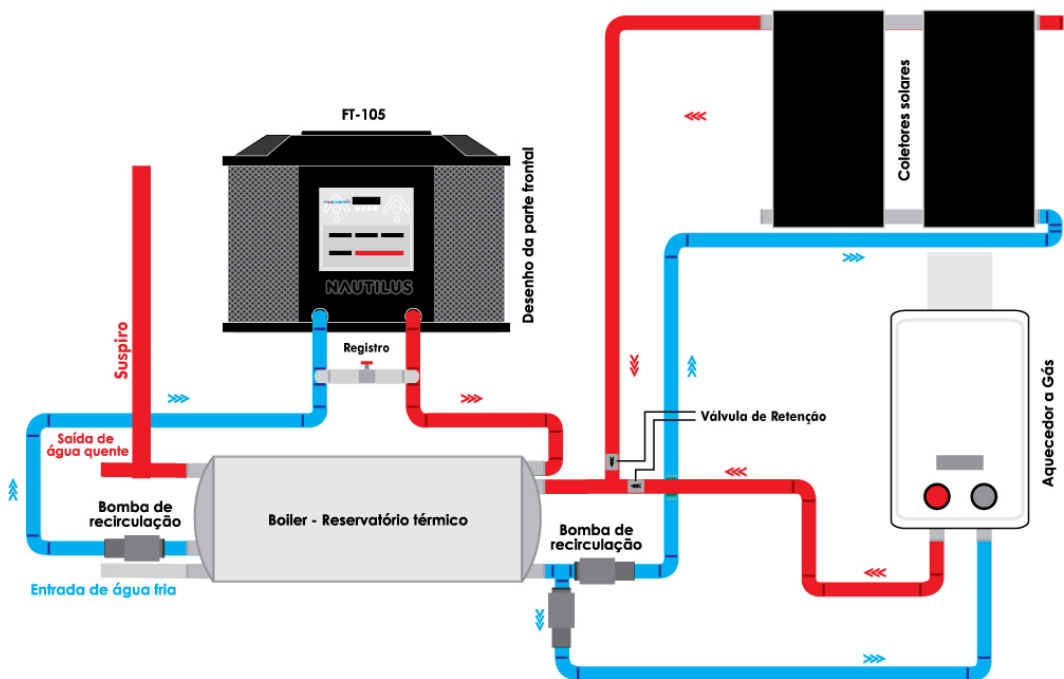 FT-105
Desenho da parte frontal
NAUTILUS
Coletores solares
Suspiro
Registro
Válvula de Retenção
Aquecedor a Gás
Saída de
água quente
Bomba de
recirculação
Boiler - Reservatório térmico
Bomba de
recirculação
Entrada de água fria